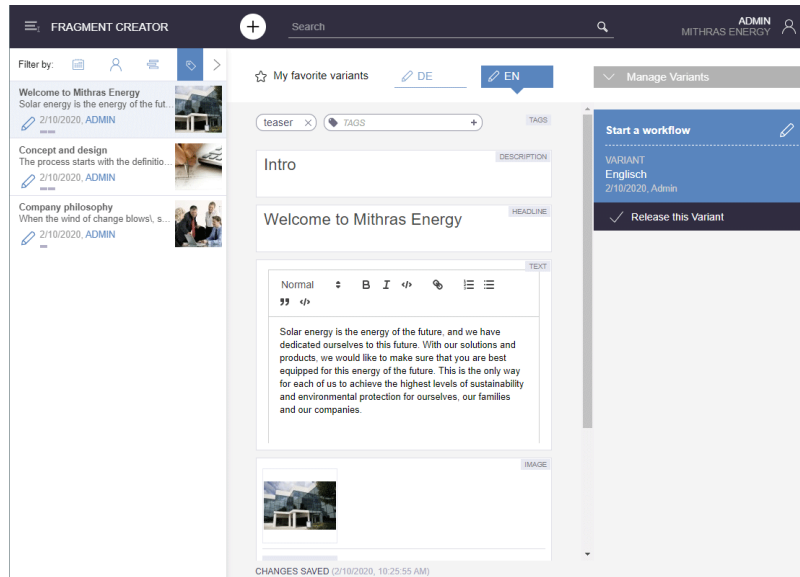 FRAGMENT CREATOR
Search
ADMIN
MITHRAS ENERGY
Filter by:
Welcome to Mithras Energy
Solar energy is the energy of the fut...
2/10/2020, ADMIN
Concept and design
The process starts with the definitio...
2/10/2020, ADMIN
Company philosophy
When the wind of change blows\, s...
2/10/2020, ADMIN
My favorite variants
DE
EN
teaser
TAGS
TAGS
DESCRIPTION
Intro
HEADLINE
Welcome to Mithras Energy
TEXT
Normal
B I
Solar energy is the energy of the future, and we have
dedicated ourselves to this future. With our solutions and
products, we would like to make sure that you are best
equipped for this energy of the future. This is the only way
for each of us to achieve the highest levels of sustainability
and environmental protection for ourselves, our families
and our companies.
IMAGE
CHANGES SAVED (2/10/2020, 10:25:55 AM)
Manage Variants
Start a workflow
VARIANT
Englisch
2/10/2020, Admin
Release this Variant